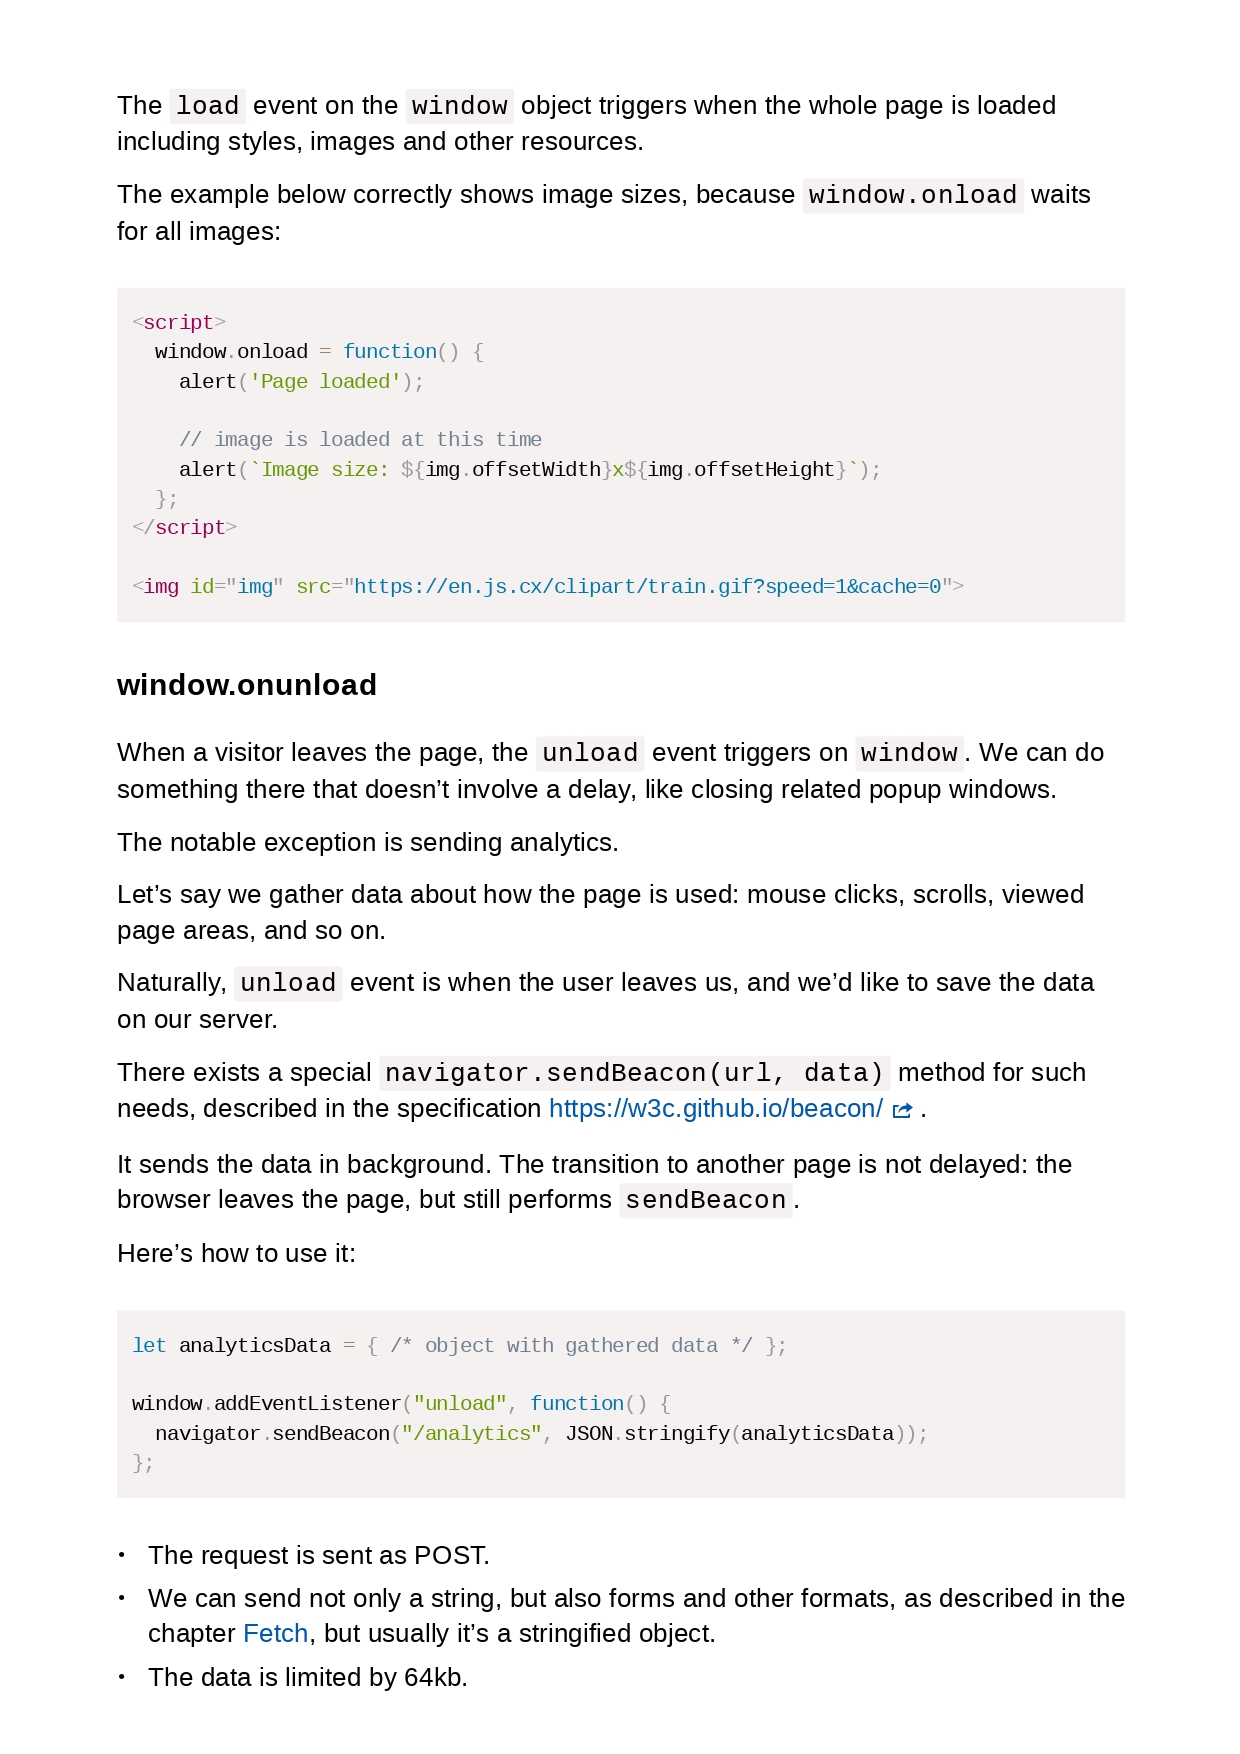 The load event on the window object triggers when the whole page is loaded
including styles, images and other resources.
The example below correctly shows image sizes, because window.onload waits
for all images:
<script>
  window.onload = function() {
    alert('Page loaded');

    // image is loaded at this time
    alert(`Image size: ${img.offsetWidth}x${img.offsetHeight}`);
  };
</script>

<img id="img" src="https://en.js.cx/clipart/train.gif?speed=1&cache=0">
window.onunload
When a visitor leaves the page, the unload event triggers on window. We can do
something there that doesn’t involve a delay, like closing related popup windows.
The notable exception is sending analytics.
Let’s say we gather data about how the page is used: mouse clicks, scrolls, viewed
page areas, and so on.
Naturally, unload event is when the user leaves us, and we’d like to save the data
on our server.
There exists a special navigator.sendBeacon(url, data) method for such
needs, described in the specification https://w3c.github.io/beacon/ .
It sends the data in background. The transition to another page is not delayed: the
browser leaves the page, but still performs sendBeacon.
Here’s how to use it:
let analyticsData = { /* object with gathered data */ };

window.addEventListener("unload", function() {
  navigator.sendBeacon("/analytics", JSON.stringify(analyticsData));
};
• The request is sent as POST.
• We can send not only a string, but also forms and other formats, as described in the
chapter Fetch, but usually it’s a stringified object.
• The data is limited by 64kb.